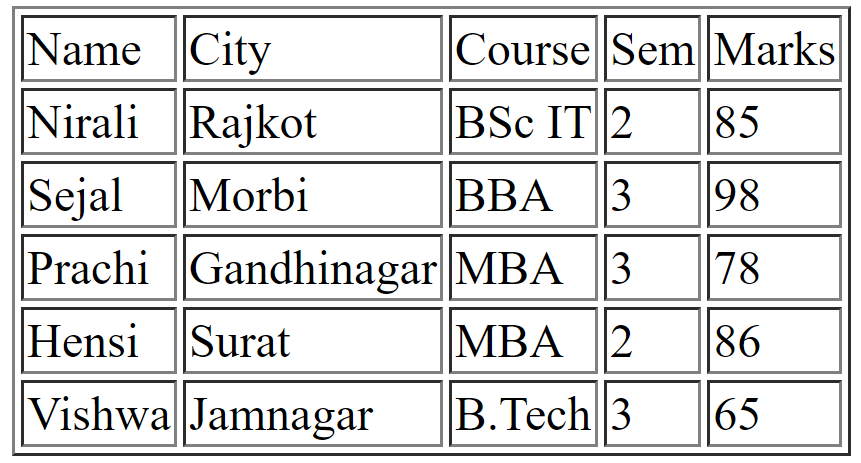 Name City Course Sem Marks
Nirali Rajkot BSc IT 2 85
Sejal Morbi BBA 3 98
Prachi Gandhinagar MBA 3 78
Hensi Surat MBA 2 86
Vishwa Jamnagar B.Tech 3 65